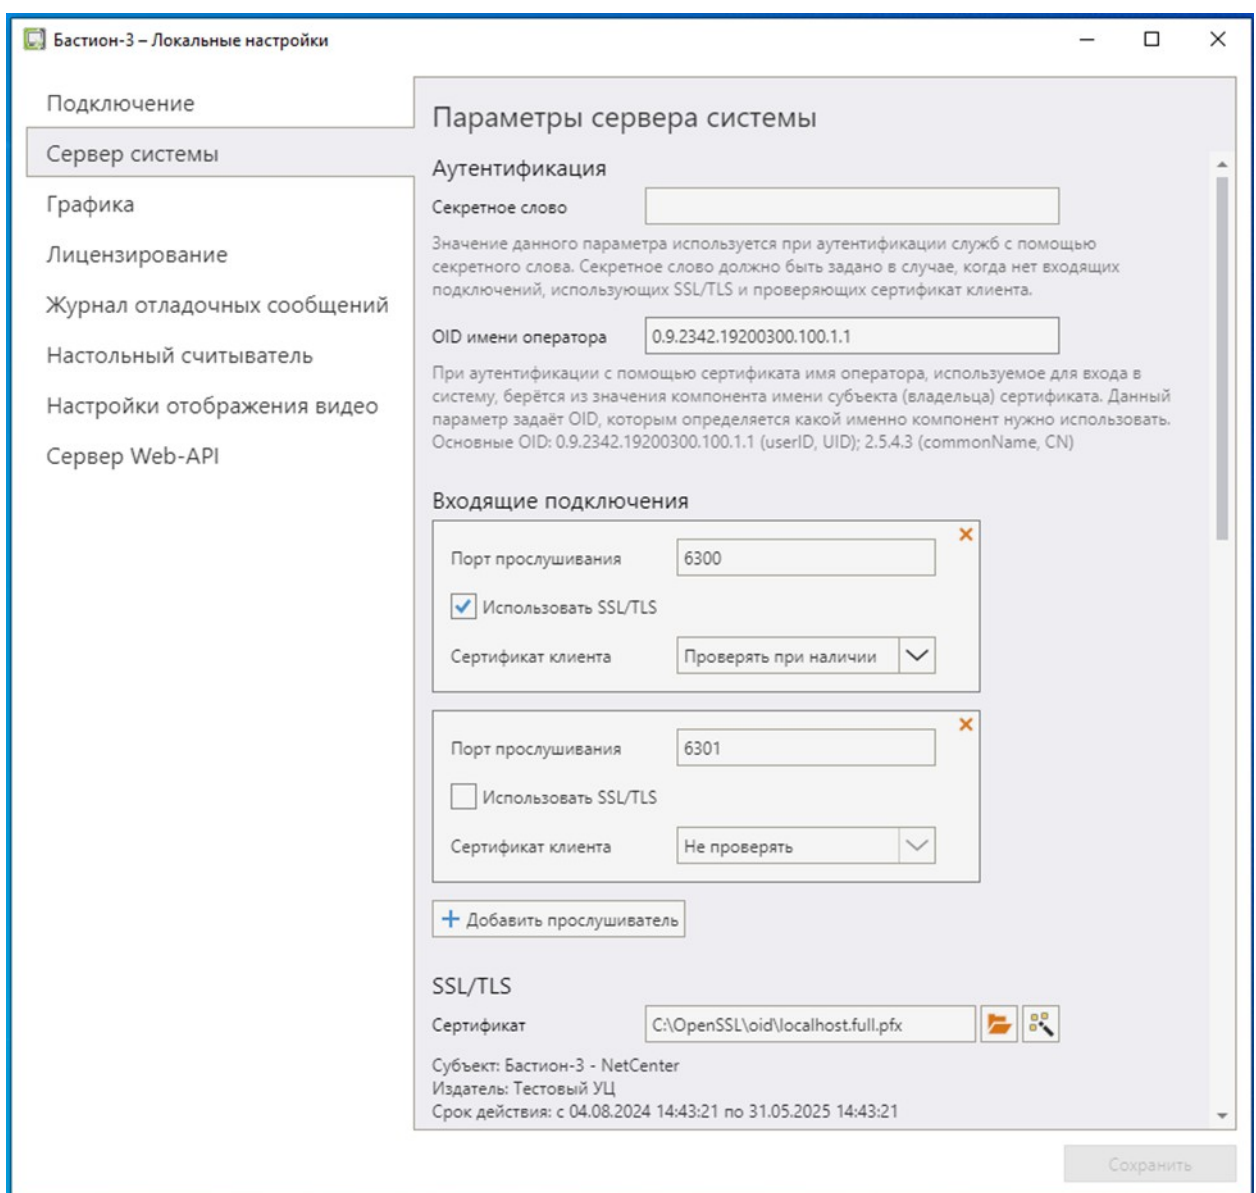 Бастион-3 – Локальные настройки
Подключение
Сервер системы
Графика
Лицензирование
Журнал отладочных сообщений
Настольный считыватель
Настройки отображения видео
Сервер Web-API
Параметры сервера системы
Аутентификация
Секретное слово
Значение данного параметра используется при аутентификации служб с помощью
секретного слова. Секретное слово должно быть задано в случае, когда нет входящих
подключений, использующих SSL/TLS и проверяющих сертификат клиента.
OID имени оператора 0.9.2342.19200300.100.1.1
При аутентификации с помощью сертификата имя оператора, используемое для входа в
систему, берётся из значения компонента имени субъекта (владельца) сертификата. Данный
параметр задаёт OID, которым определяется какой именно компонент нужно использовать.
Основные OID: 0.9.2342.19200300.100.1.1 (userID, UID); 2.5.4.3 (commonName, CN)
Входящие подключения
Порт прослушивания 6300
Использовать SSL/TLS
Сертификат клиента Проверять при наличии
Порт прослушивания 6301
Использовать SSL/TLS
Сертификат клиента Не проверять
Добавить прослушиватель
SSL/TLS
Сертификат C:\OpenSSL\oid\localhost.full.pfx
Субъект: Бастион-3 - NetCenter
Издатель: Тестовый УЦ
Срок действия: с 04.08.2024 14:43:21 по 31.05.2025 14:43:21
Сохранить